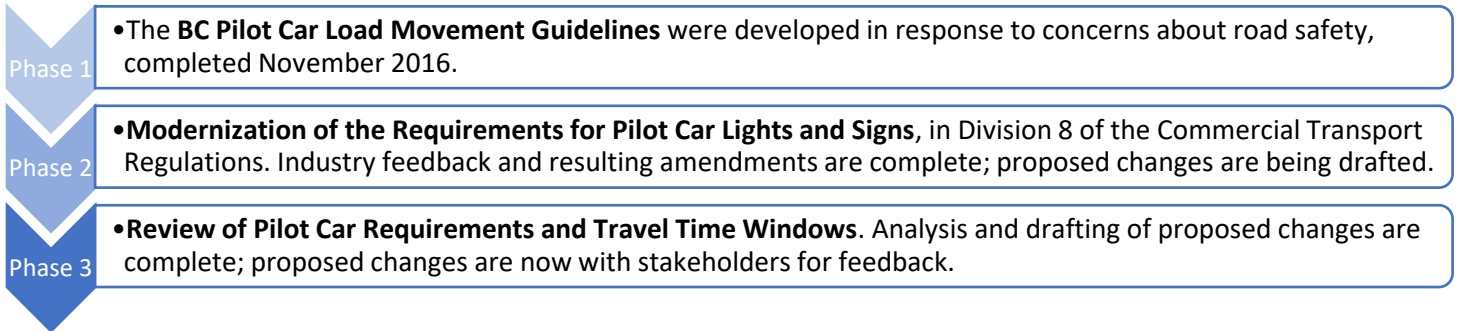 Phase 1
•The BC Pilot Car Load Movement Guidelines were developed in response to concerns about road safety,
completed November 2016.
Phase 2
•Modernization of the Requirements for Pilot Car Lights and Signs, in Division 8 of the Commercial Transport
Regulations. Industry feedback and resulting amendments are complete; proposed changes are being drafted.
Phase 3
•Review of Pilot Car Requirements and Travel Time Windows. Analysis and drafting of proposed changes are
complete; proposed changes are now with stakeholders for feedback.